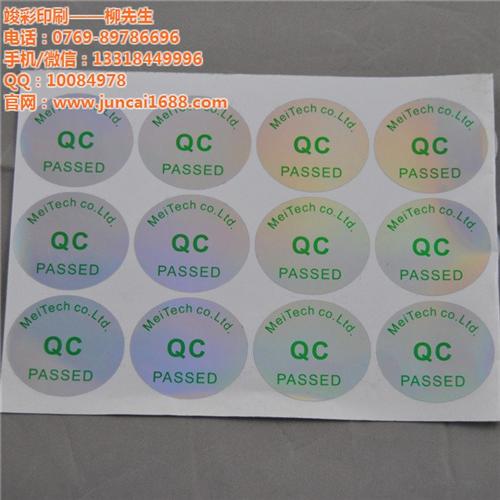 竣彩印刷——柳先生
电话：0769-89786696
手机/微信：13318449996
QQ：10084978
官网：www.juncai1688.com
MeiTech co.Ltd.
QC
PASSED
MeiTech co.Ltd.
QC
PASSED
MeiTech co.Ltd.
QC
PASSED
MeiTech co.Ltd.
QC
PASSED
MeiTech co.Ltd.
QC
PASSED
MeiTech co.Ltd.
QC
PASSED
MeiTech co.Ltd.
QC
PASSED
MeiTech co.Ltd.
QC
PASSED
MeiTech co.Ltd.
QC
PASSED
MeiTech co.Ltd.
QC
PASSED
MeiTech co.Ltd.
QC
PASSED
MeiTech co.Ltd.
QC
PASSED